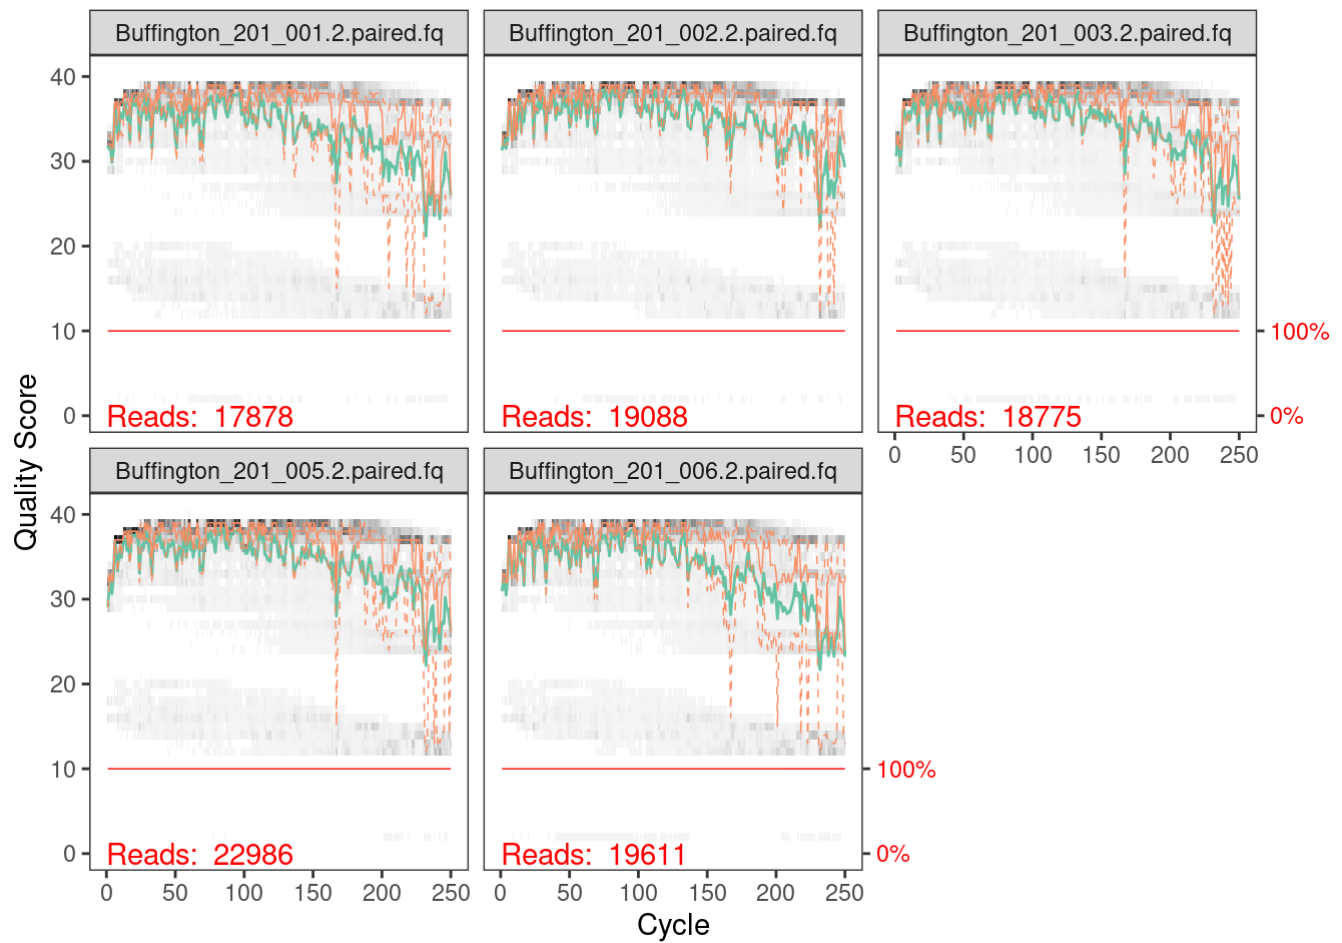 Buffington_201_001.2.paired.fq
Buffington_201_002.2.paired.fq
Buffington_201_003.2.paired.fq
40
30
20
10
0
Reads: 17878
Reads: 19088
Reads: 18775
100%
0%
0 50 100 150 200 250
Quality Score
Buffington_201_005.2.paired.fq
Buffington_201_006.2.paired.fq
40
30
20
10
0
Reads: 22986
Reads: 19611
100%
0%
0 50 100 150 200 250
0 50 100 150 200 250
Cycle